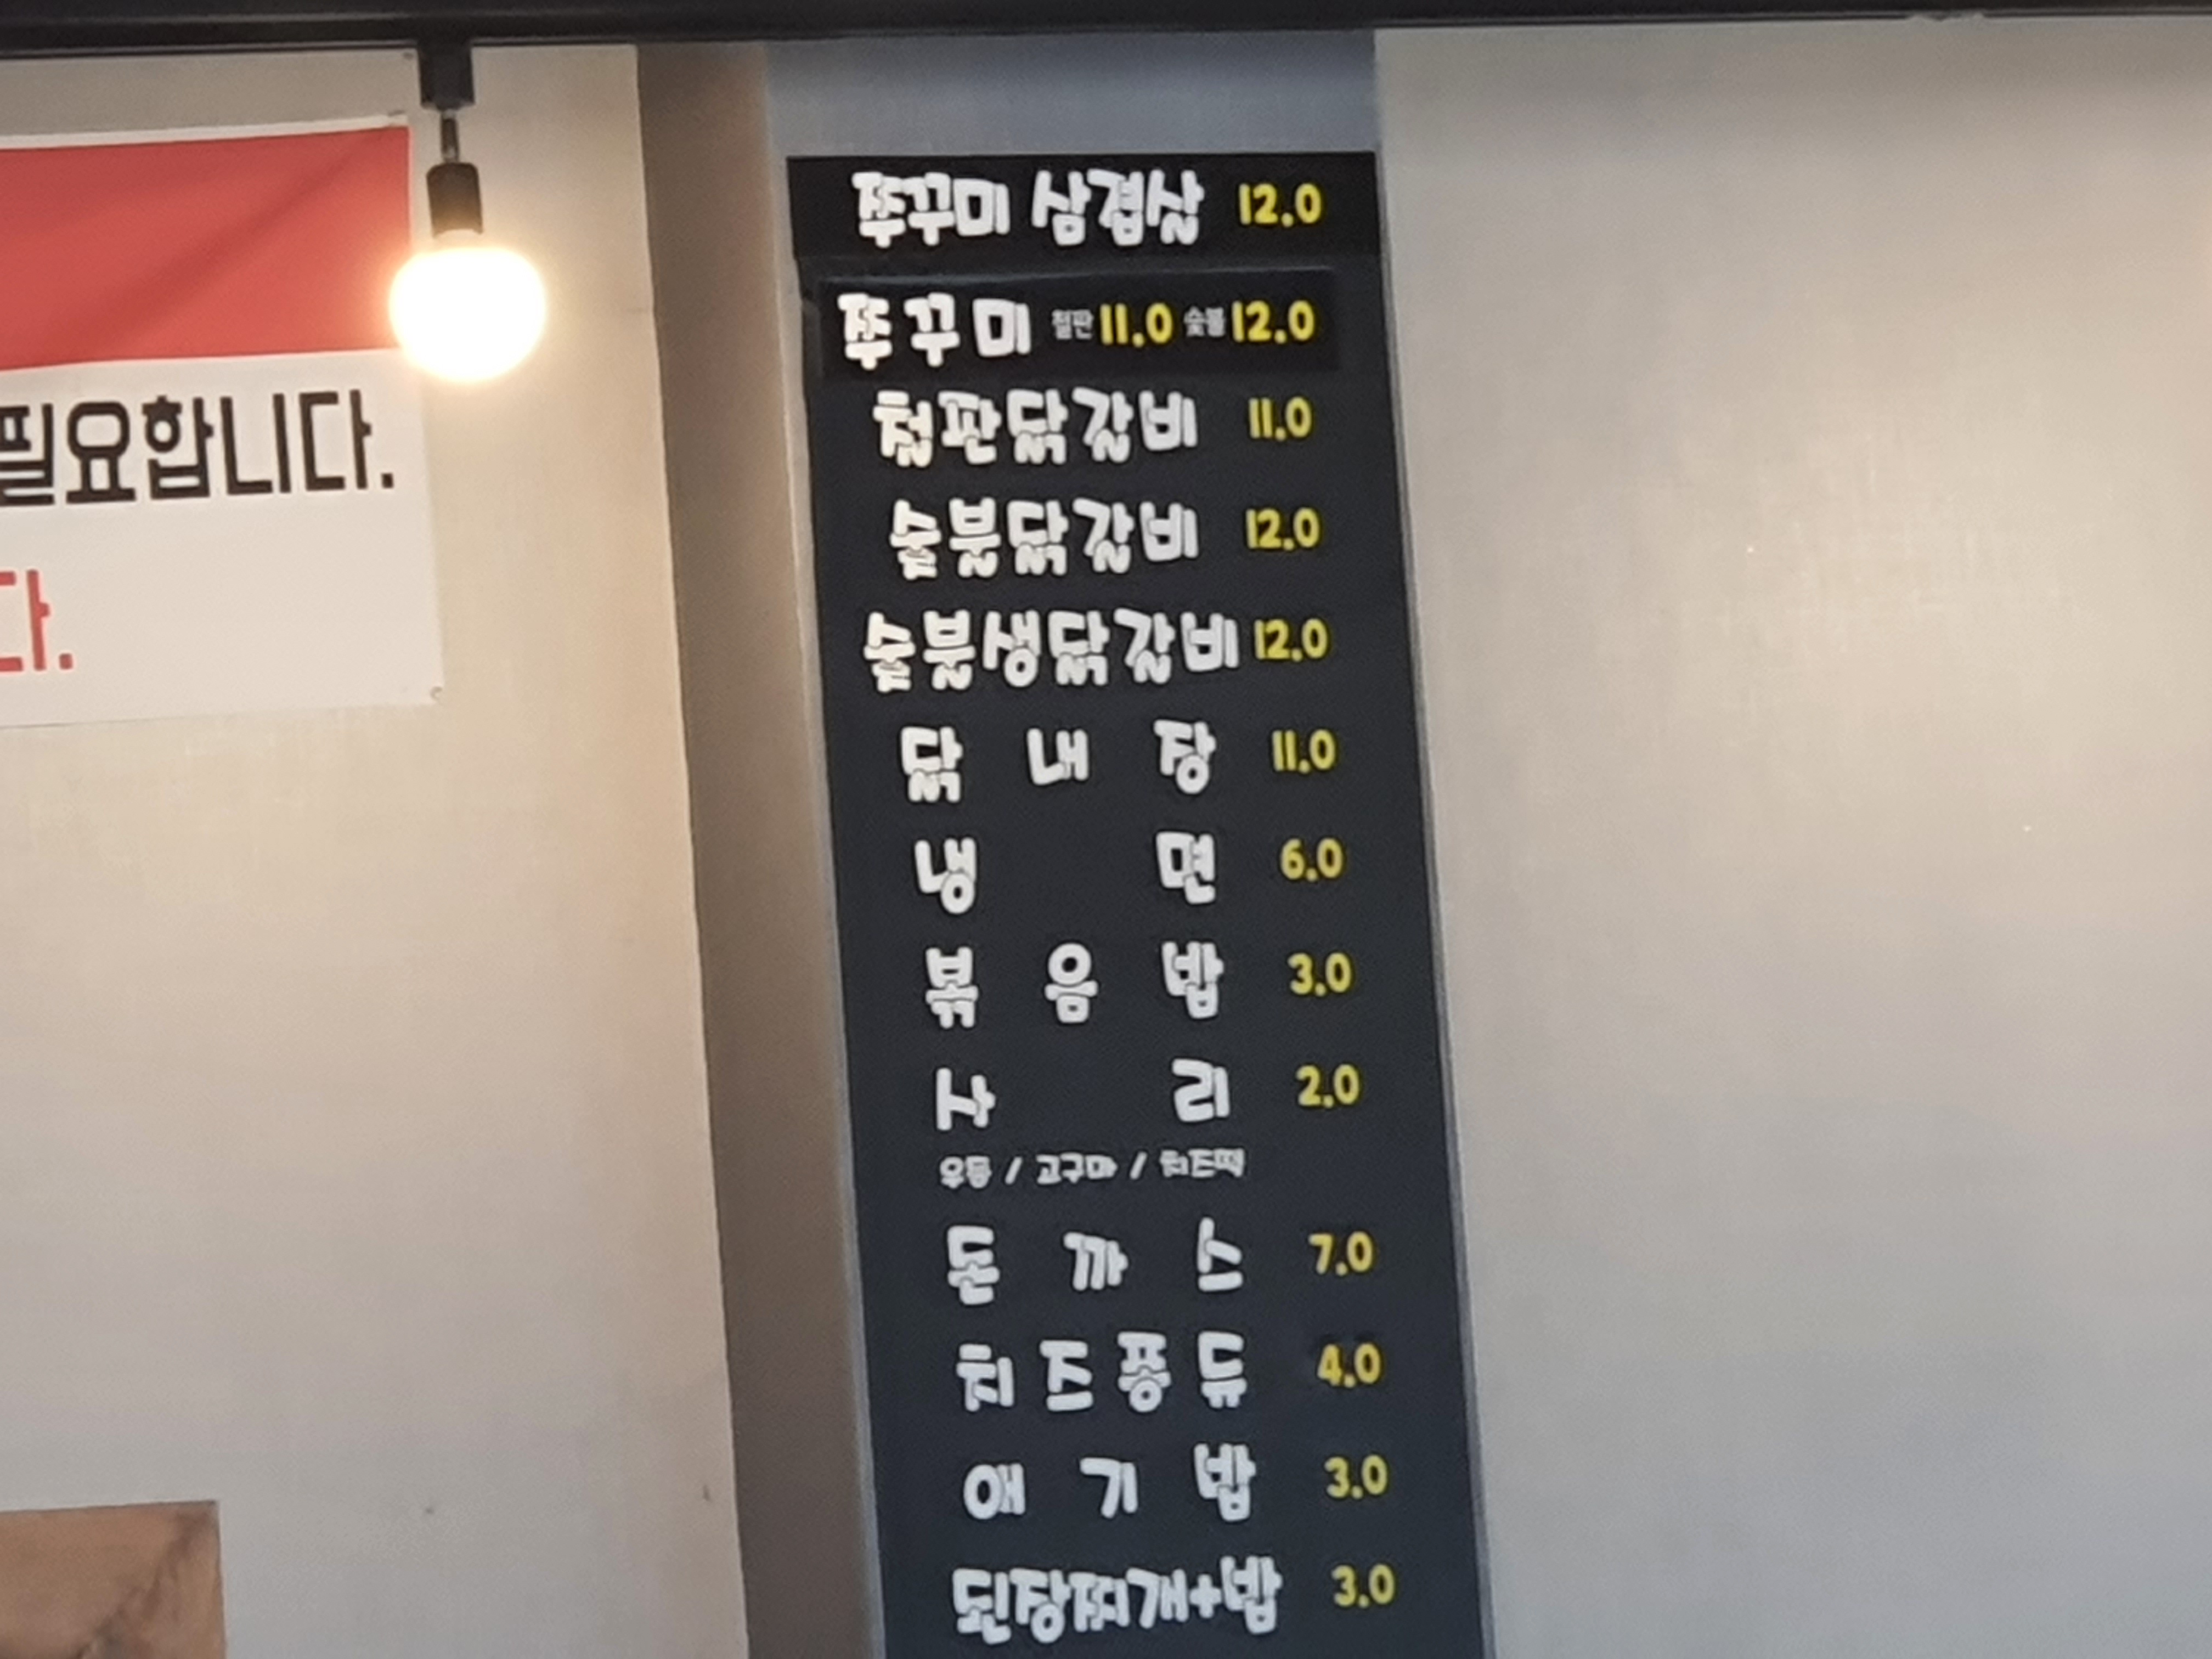 필요합니다.
다.
쭈꾸미 삼겹살 12.0
쭈꾸미 철판 11.0 숯불 12.0
철판닭갈비 11.0
숯불닭갈비 12.0
숯불생닭갈비 12.0
닭내장 11.0
냉면 6.0
볶음밥 3.0
사리 2.0
우동 / 고구마 / 치즈떡
돈까스 7.0
치즈퐁듀 4.0
애기밥 3.0
된장찌개+밥 3.0